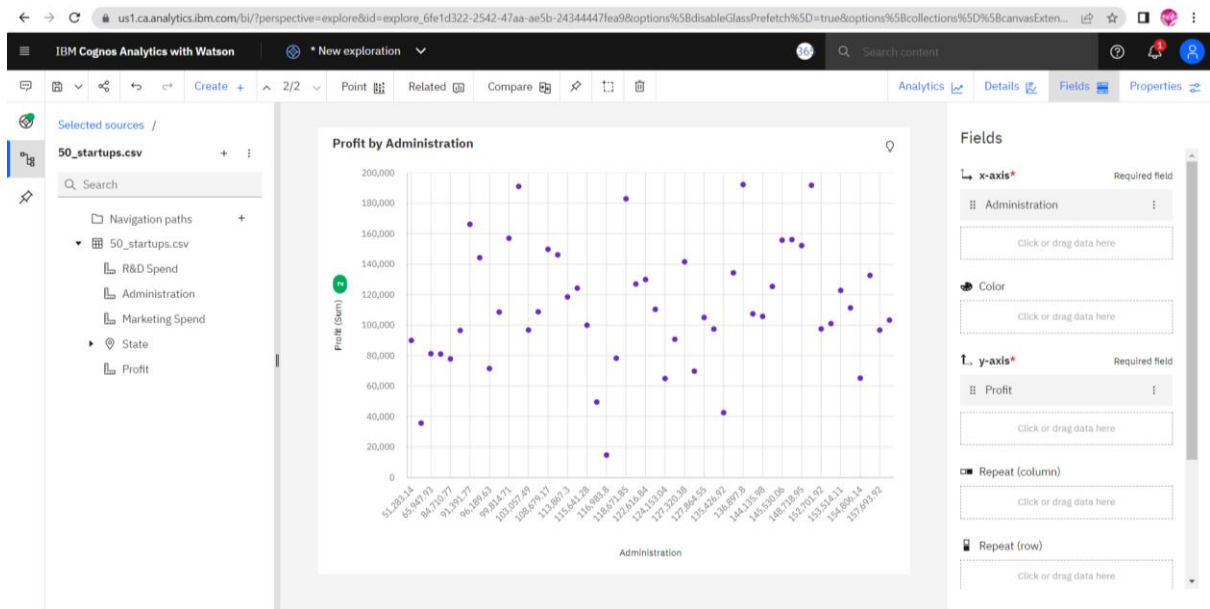 us1.ca.analytics.ibm.com/bi/?perspective=explore&id=explore_6fe1d322-2542-47aa-ae5b-24344447fea9&options%5BdisableGlassPrefetch%5D=true&options%5Bcollections%5D%5BcanvasExten...
IBM Cognos Analytics with Watson
* New exploration
36
Search content
Create +
2/2
Point
Related
Compare
Analytics
Details
Fields
Properties
Selected sources /
50_startups.csv
Search
Navigation paths
50_startups.csv
R&D Spend
Administration
Marketing Spend
State
Profit
Profit by Administration
Profit (Sum)
2
200,000
180,000
160,000
140,000
120,000
100,000
80,000
60,000
40,000
20,000
0
51,283.14
65,947.93
84,710.77
91,391.77
96,189.63
99,814.71
103,057.49
108,679.17
113,867.3
115,641.28
116,983.8
118,671.85
122,616.84
124,153.04
127,320.38
127,864.55
135,426.92
136,897.8
144,135.98
145,530.06
148,718.95
152,701.92
153,514.11
154,806.14
157,693.92
Administration
Fields
x-axis* Required field
Administration
Click or drag data here
Color
Click or drag data here
y-axis* Required field
Profit
Click or drag data here
Repeat (column)
Click or drag data here
Repeat (row)
Click or drag data here